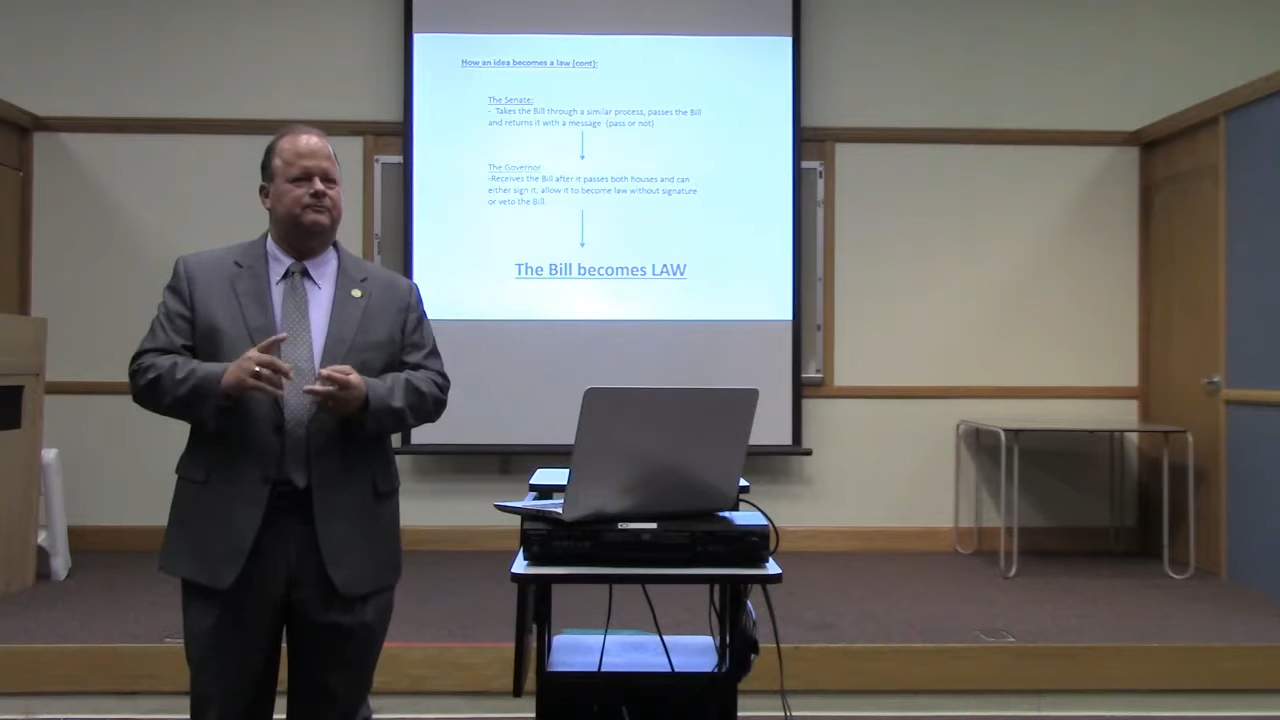 How an idea becomes a law (cont):
The Senate:
- Takes the Bill through a similar process, passes the Bill
and returns it with a message (pass or not)
The Governor
-Receives the Bill after it passes both houses and can
either sign it, allow it to become law without signature
or veto the Bill.
The Bill becomes LAW